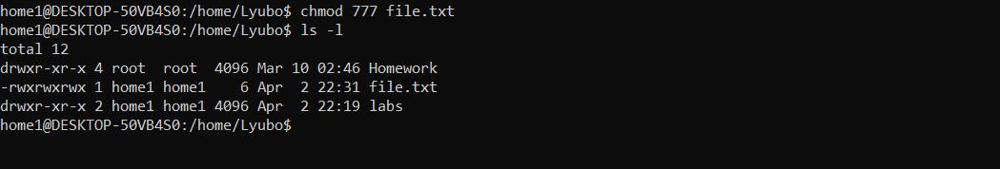 home1@DESKTOP-50VB4S0:/home/Lyubo$ chmod 777 file.txt
home1@DESKTOP-50VB4S0:/home/Lyubo$ ls -l
total 12
drwxr-xr-x 4 root  root  4096 Mar 10 02:46 Homework
-rwxrwxrwx 1 home1 home1    6 Apr  2 22:31 file.txt
drwxr-xr-x 2 home1 home1 4096 Apr  2 22:19 labs
home1@DESKTOP-50VB4S0:/home/Lyubo$